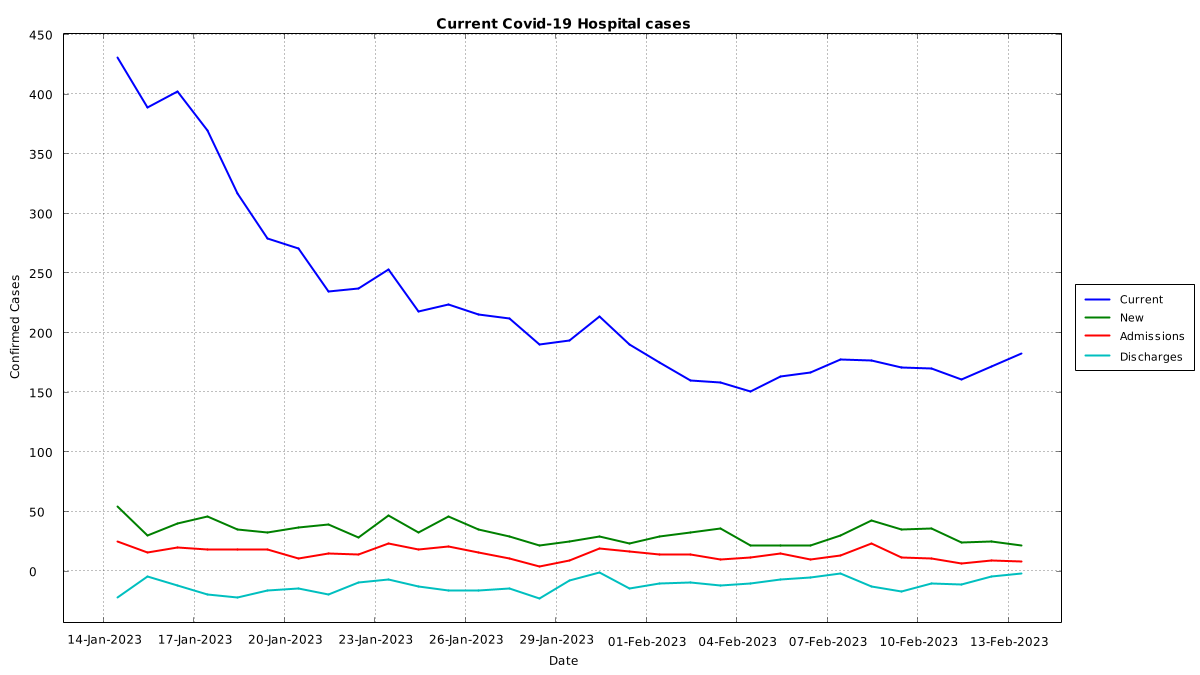 Current Covid-19 Hospital cases
450
400
350
300
250
200
150
100
50
0
Confirmed Cases
14-Jan-2023 17-Jan-2023 20-Jan-2023 23-Jan-2023 26-Jan-2023 29-Jan-2023 01-Feb-2023 04-Feb-2023 07-Feb-2023 10-Feb-2023 13-Feb-2023
Date
Current
New
Admissions
Discharges